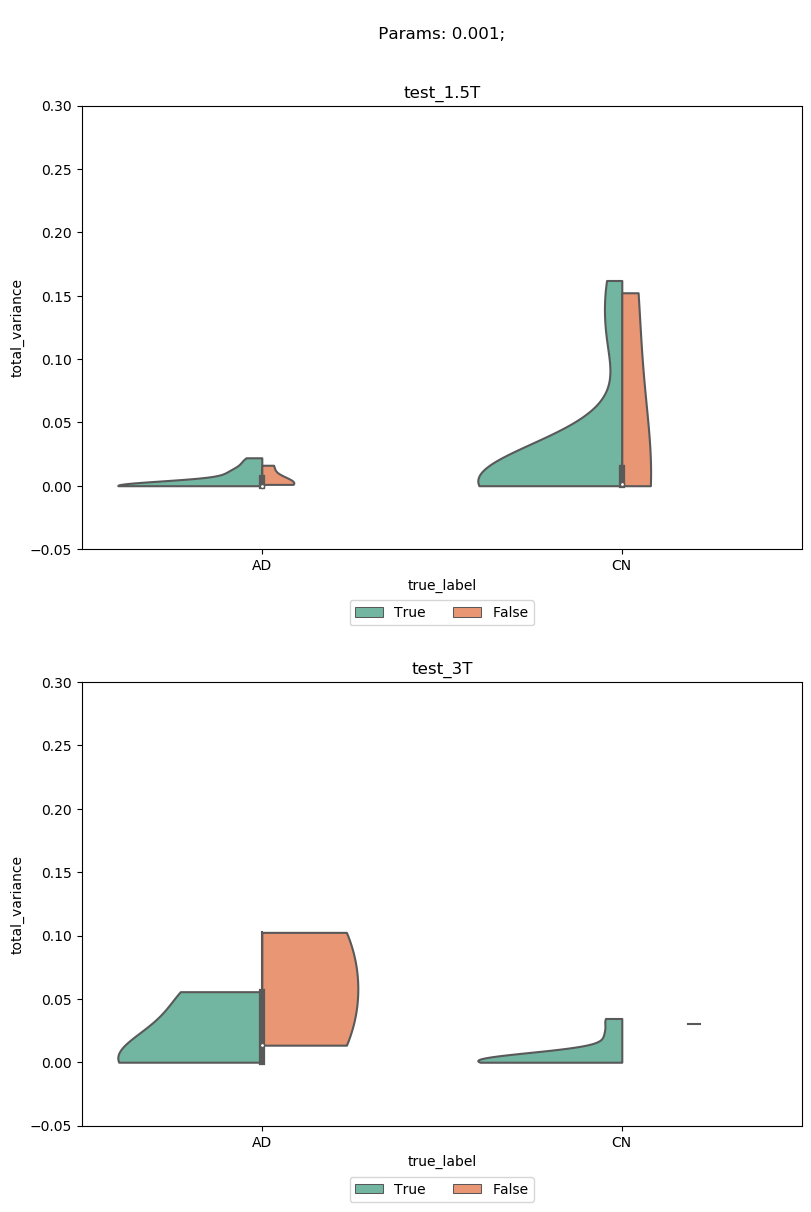 Params: 0.001;
test_1.5T
0.30
0.25
0.20
0.15
0.10
0.05
0.00
−0.05
total_variance
AD CN
true_label
True False
test_3T
0.30
0.25
0.20
0.15
0.10
0.05
0.00
−0.05
total_variance
AD CN
true_label
True False